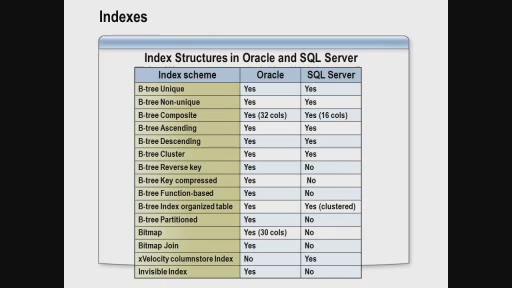 Indexes
Index Structures in Oracle and SQL Server
Index scheme Oracle SQL Server
B-tree Unique Yes Yes
B-tree Non-unique Yes Yes
B-tree Composite Yes (32 cols) Yes (16 cols)
B-tree Ascending Yes Yes
B-tree Descending Yes Yes
B-tree Cluster Yes Yes
B-tree Reverse key Yes No
B-tree Key compressed Yes No
B-tree Function-based Yes No
B-tree Index organized table Yes Yes (clustered)
B-tree Partitioned Yes No
Bitmap Yes (30 cols) No
Bitmap Join Yes No
xVelocity columnstore Index No Yes
Invisible Index Yes No